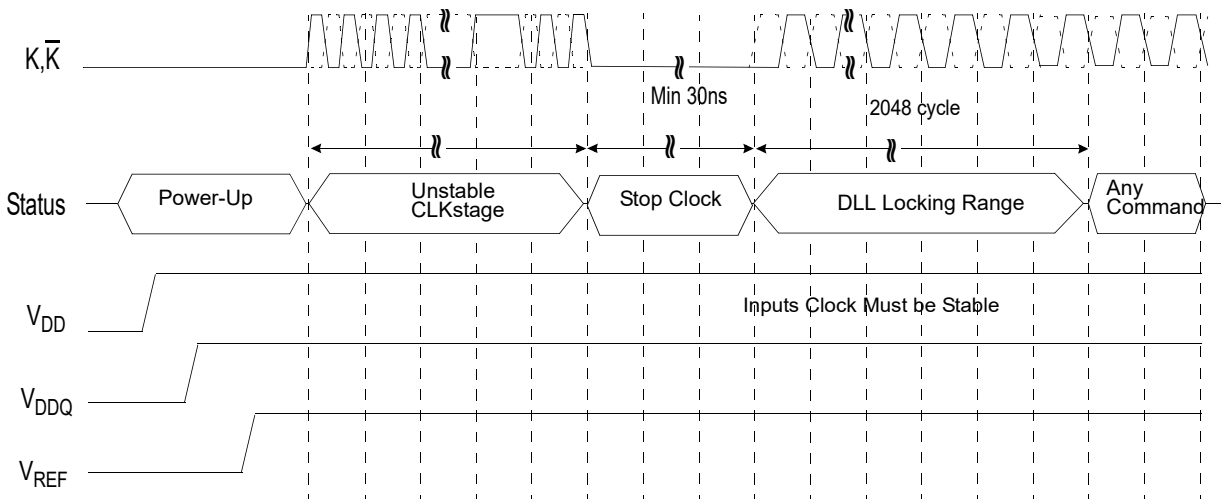 K,K̅
Min 30ns
2048 cycle
Status
Power-Up
Unstable
CLKstage
Stop Clock
DLL Locking Range
Any
Command
VDD
Inputs Clock Must be Stable
VDDQ
VREF